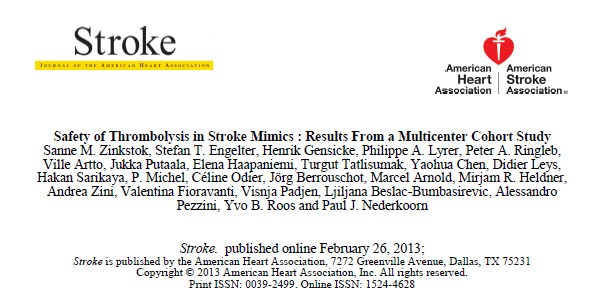 Stroke
JOURNAL OF THE AMERICAN HEART ASSOCIATION
American Heart Association
American Stroke Association®
Safety of Thrombolysis in Stroke Mimics : Results From a Multicenter Cohort Study
Sanne M. Zinkstok, Stefan T. Engelter, Henrik Gensicke, Philippe A. Lyrer, Peter A. Ringleb,
Ville Artto, Jukka Putaala, Elena Haapaniemi, Turgut Tatlisumak, Yaohua Chen, Didier Leys,
Hakan Sarikaya, P. Michel, Céline Odier, Jörg Berrouschot, Marcel Arnold, Mirjam R. Heldner,
Andrea Zini, Valentina Fioravanti, Visnja Padjen, Ljiljana Beslac-Bumbasirevic, Alessandro
Pezzini, Yvo B. Roos and Paul J. Nederkoorn
Stroke. published online February 26, 2013;
Stroke is published by the American Heart Association, 7272 Greenville Avenue, Dallas, TX 75231
Copyright © 2013 American Heart Association, Inc. All rights reserved.
Print ISSN: 0039-2499. Online ISSN: 1524-4628